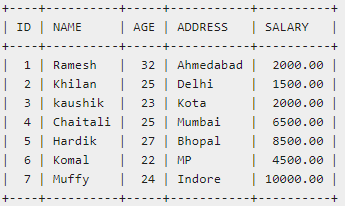 +----+----------+-----+-----------+----------+
| ID | NAME     | AGE | ADDRESS   | SALARY   |
+----+----------+-----+-----------+----------+
|  1 | Ramesh   |  32 | Ahmedabad |  2000.00 |
|  2 | Khilan   |  25 | Delhi     |  1500.00 |
|  3 | kaushik  |  23 | Kota      |  2000.00 |
|  4 | Chaitali |  25 | Mumbai    |  6500.00 |
|  5 | Hardik   |  27 | Bhopal    |  8500.00 |
|  6 | Komal    |  22 | MP        |  4500.00 |
|  7 | Muffy    |  24 | Indore    | 10000.00 |
+----+----------+-----+-----------+----------+